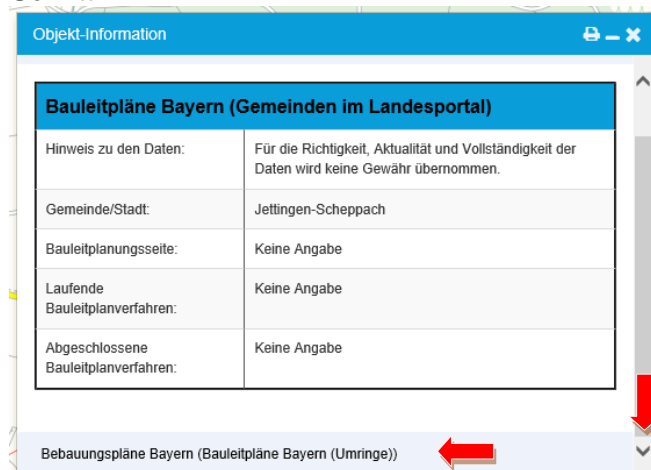 Objekt-Information
Bauleitpläne Bayern (Gemeinden im Landesportal)
Hinweis zu den Daten:
Für die Richtigkeit, Aktualität und Vollständigkeit der
Daten wird keine Gewähr übernommen.
Gemeinde/Stadt:
Jettingen-Scheppach
Bauleitplanungsseite:
Keine Angabe
Laufende
Bauleitplanverfahren:
Keine Angabe
Abgeschlossene
Bauleitplanverfahren:
Keine Angabe
Bebauungspläne Bayern (Bauleitpläne Bayern (Umringe))